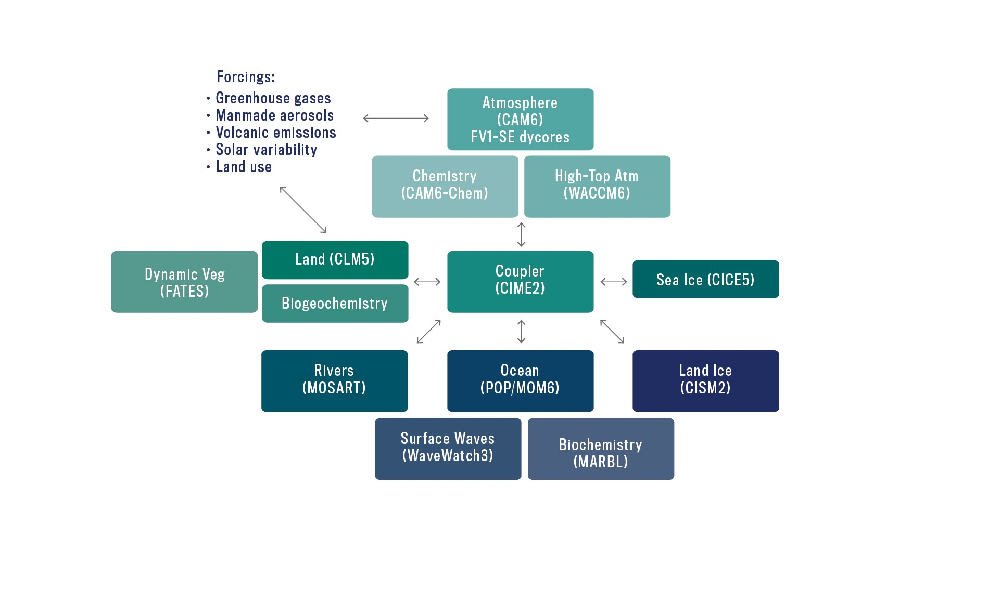 Forcings:
• Greenhouse gases
• Manmade aerosols
• Volcanic emissions
• Solar variability
• Land use
Atmosphere
(CAM6)
FV1-SE dycores
Chemistry
(CAM6-Chem)
High-Top Atm
(WACCM6)
Dynamic Veg
(FATES)
Land (CLM5)
Biogeochemistry
Coupler
(CIME2)
Sea Ice (CICE5)
Rivers
(MOSART)
Ocean
(POP/MOM6)
Land Ice
(CISM2)
Surface Waves
(WaveWatch3)
Biochemistry
(MARBL)